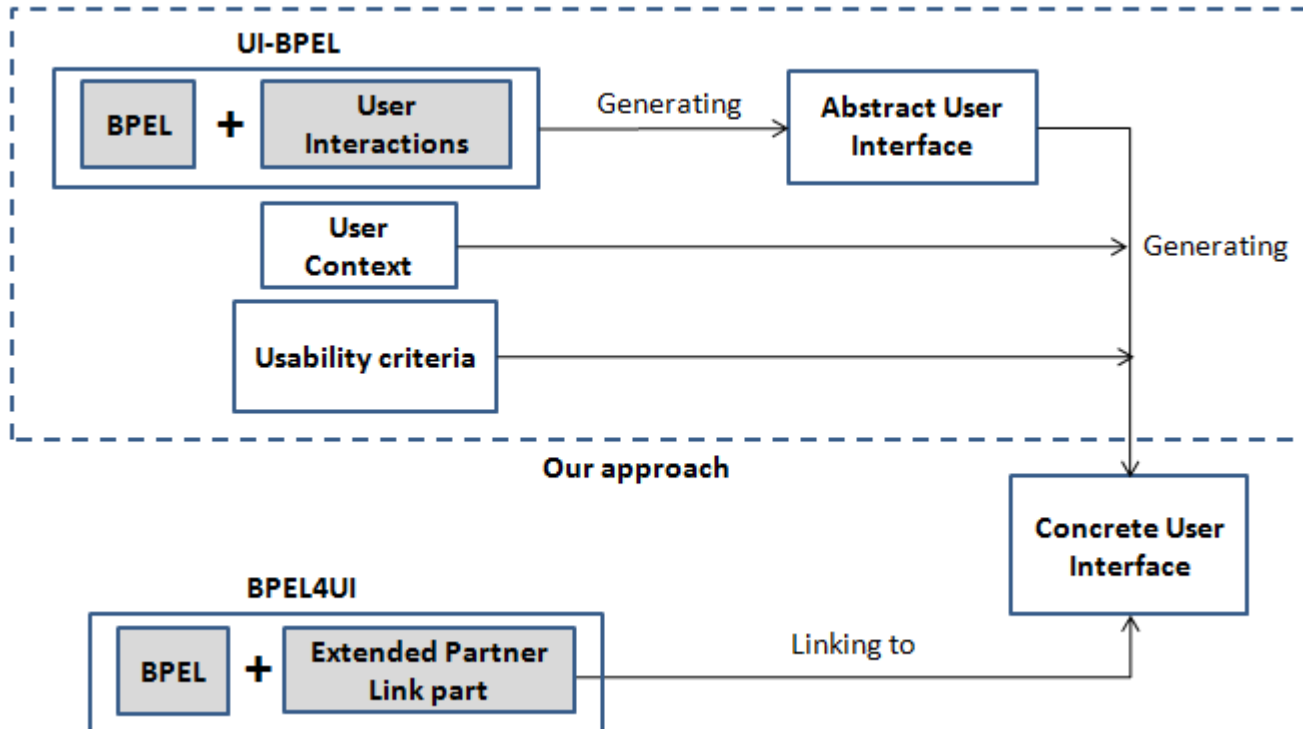 UI-BPEL
BPEL
+
User
Interactions
Generating
Abstract User
Interface
User
Context
Generating
Usability criteria
Our approach
Concrete User
Interface
BPEL4UI
BPEL
+
Extended Partner
Link part
Linking to